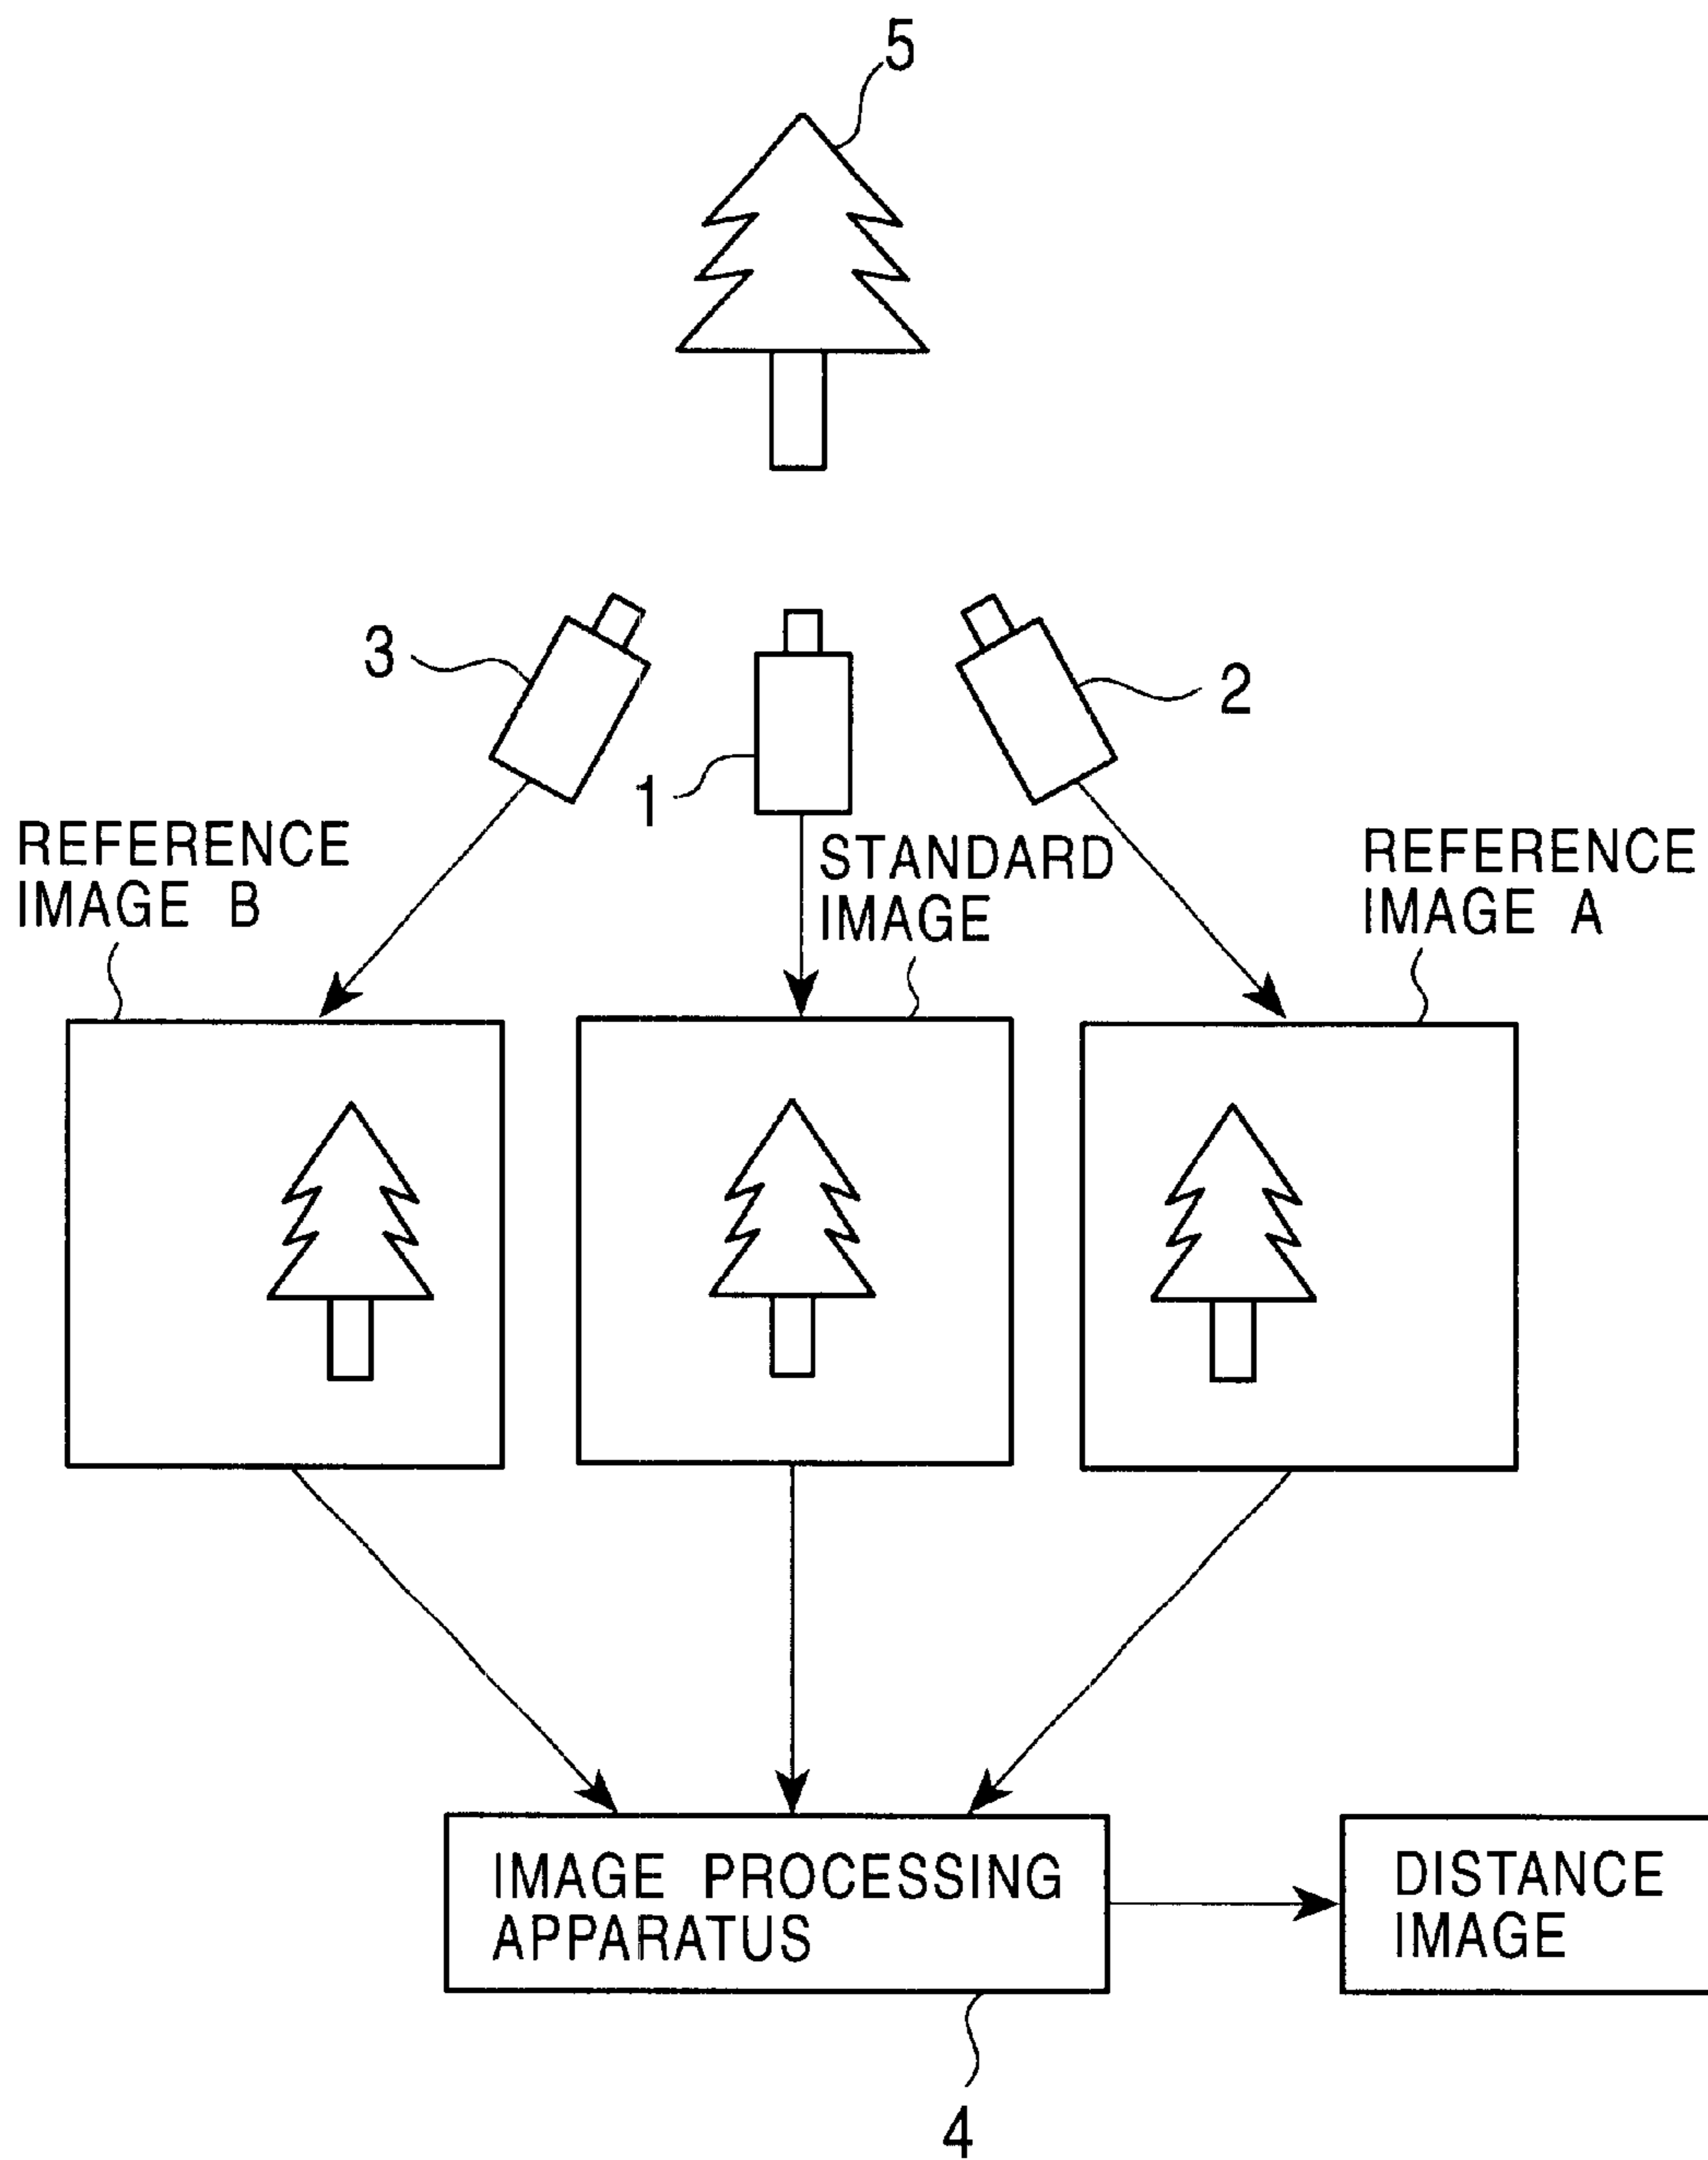 5
3
2
1
REFERENCE
IMAGE B
STANDARD
IMAGE
REFERENCE
IMAGE A
IMAGE PROCESSING
APPARATUS
DISTANCE
IMAGE
4